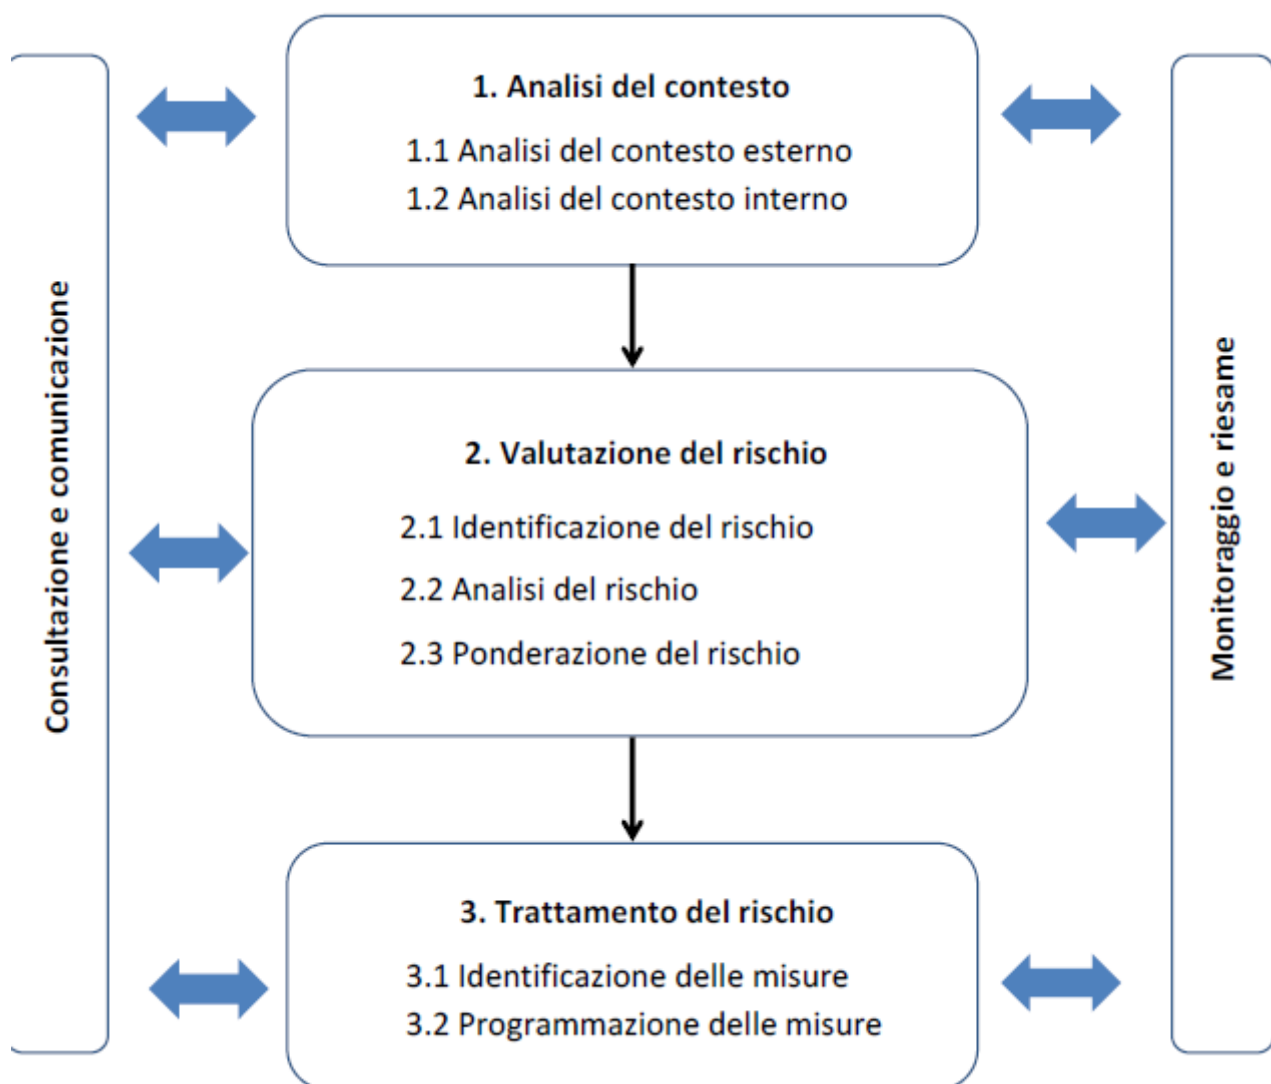 Consultazione e comunicazione
1. Analisi del contesto
1.1 Analisi del contesto esterno
1.2 Analisi del contesto interno
2. Valutazione del rischio
2.1 Identificazione del rischio
2.2 Analisi del rischio
2.3 Ponderazione del rischio
3. Trattamento del rischio
3.1 Identificazione delle misure
3.2 Programmazione delle misure
Monitoraggio e riesame